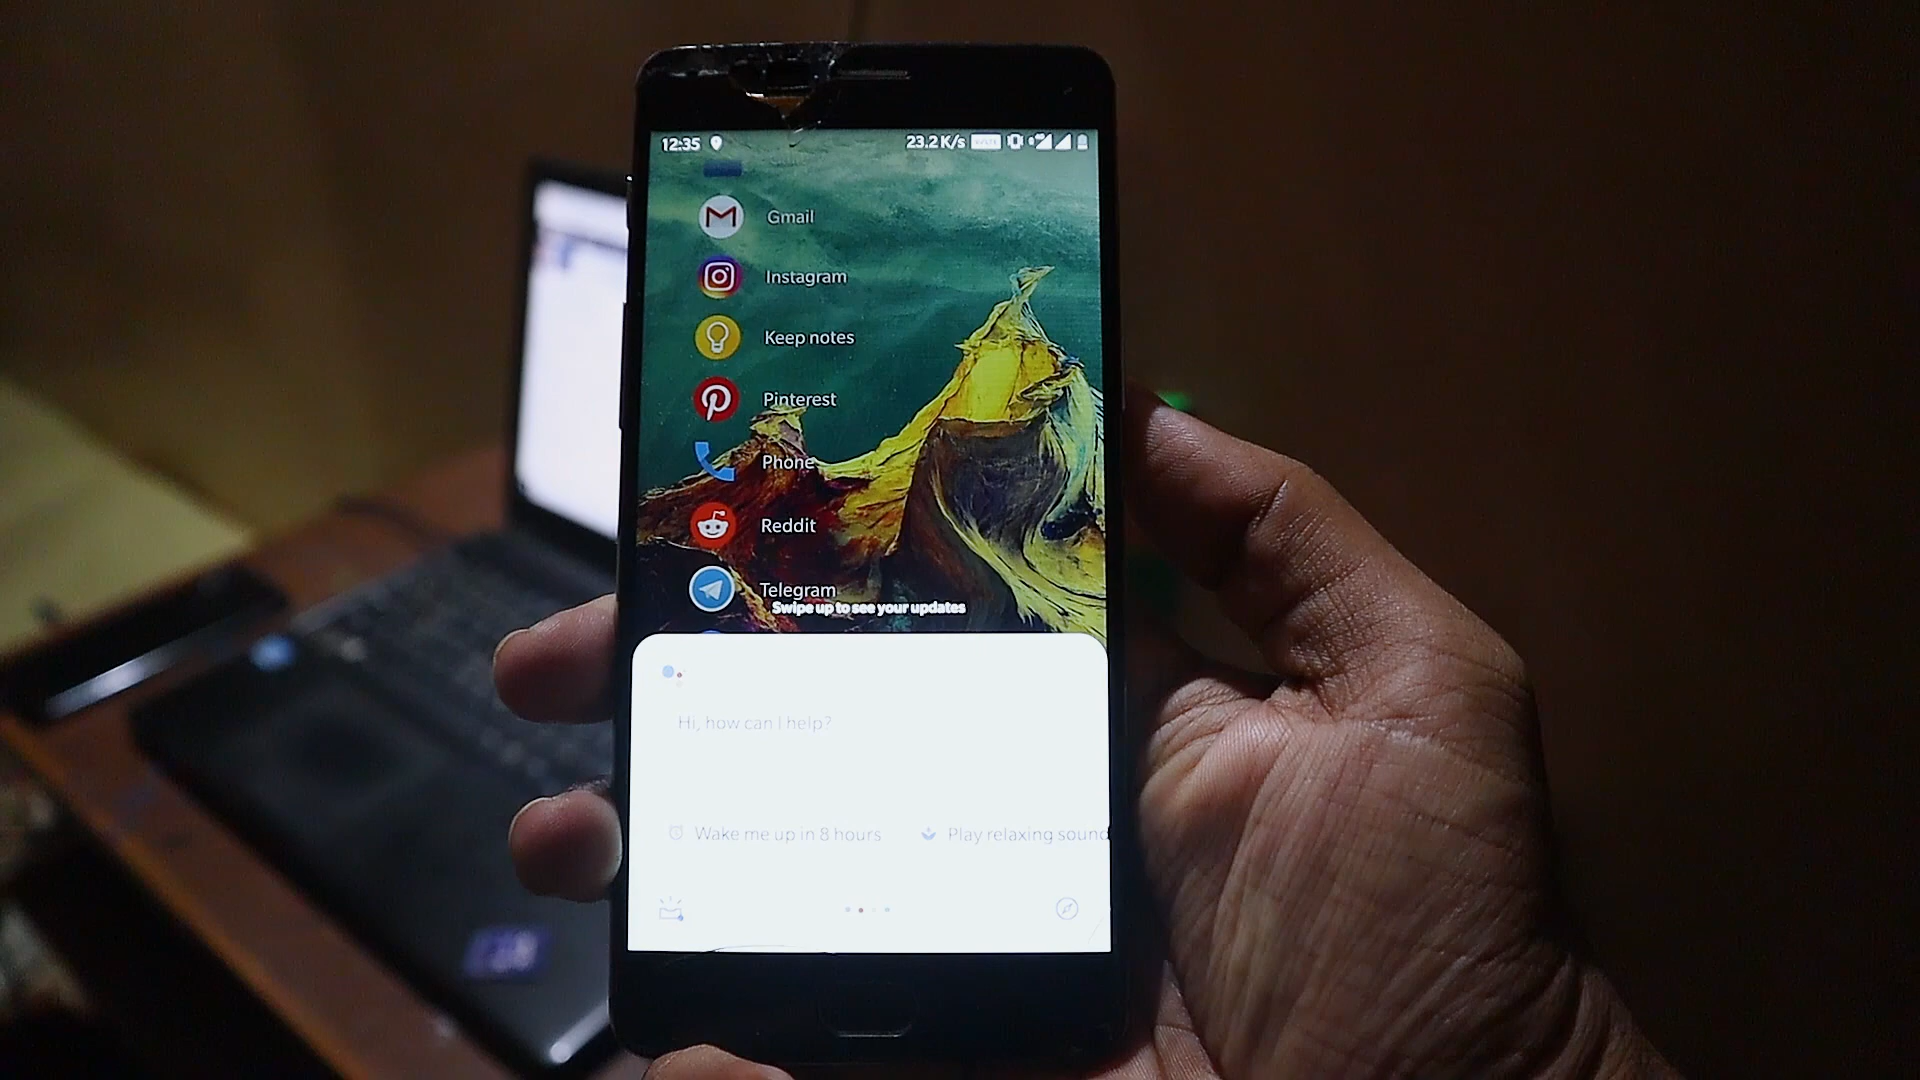 12:35
23.2K/s
Gmail
Instagram
Keep notes
Pinterest
Phone
Reddit
Telegram
Swipe up to see your updates
Hi, how can I help?
Wake me up in 8 hours
Play relaxing sound